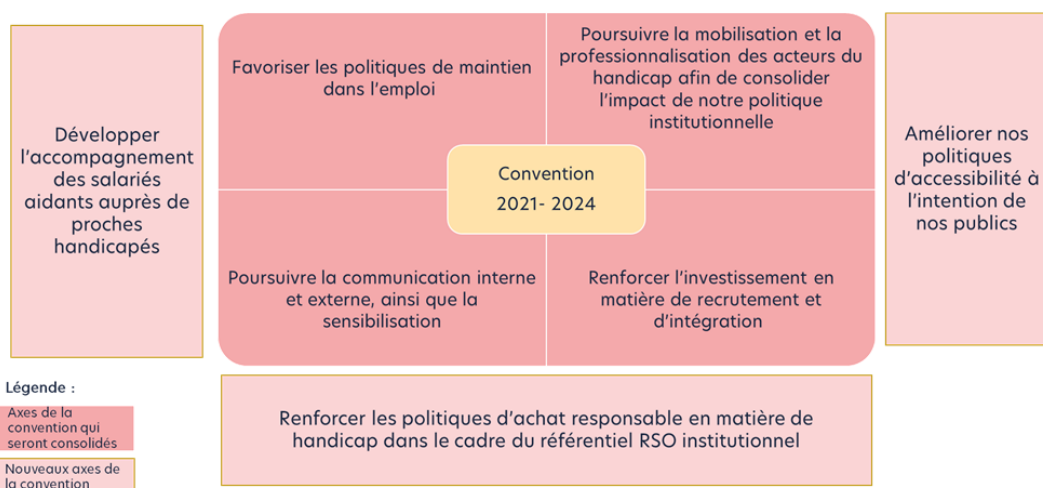 Développer
l'accompagnement
des salariés
aidants auprès de
proches
handicapés
Favoriser les politiques de maintien
dans l'emploi
Poursuivre la mobilisation et la
professionnalisation des acteurs du
handicap afin de consolider
l'impact de notre politique
institutionnelle
Convention
2021- 2024
Poursuivre la communication interne
et externe, ainsi que la
sensibilisation
Renforcer l'investissement en
matière de recrutement et
d'intégration
Améliorer nos
politiques
d'accessibilité à
l'intention de
nos publics
Renforcer les politiques d'achat responsable en matière de
handicap dans le cadre du référentiel RSO institutionnel
Légende :
Axes de la
convention qui
seront consolidés
Nouveaux axes de
la convention